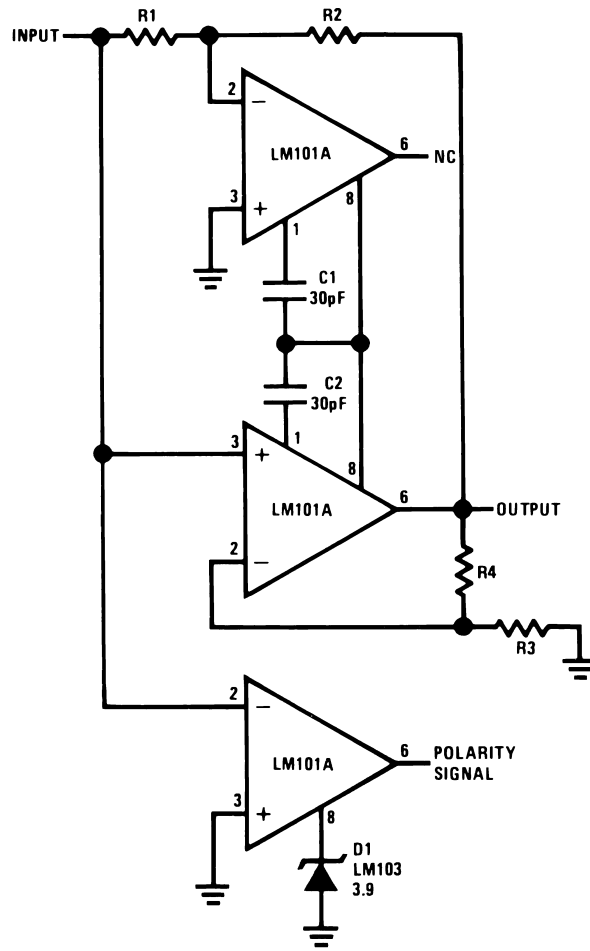 INPUT
R1
R2
2
LM101A
6
NC
3
8
1
C1
30pF
C2
30pF
1
3
8
LM101A
6
OUTPUT
2
R4
R3
2
LM101A
6
POLARITY
SIGNAL
3
8
D1
LM103
3.9